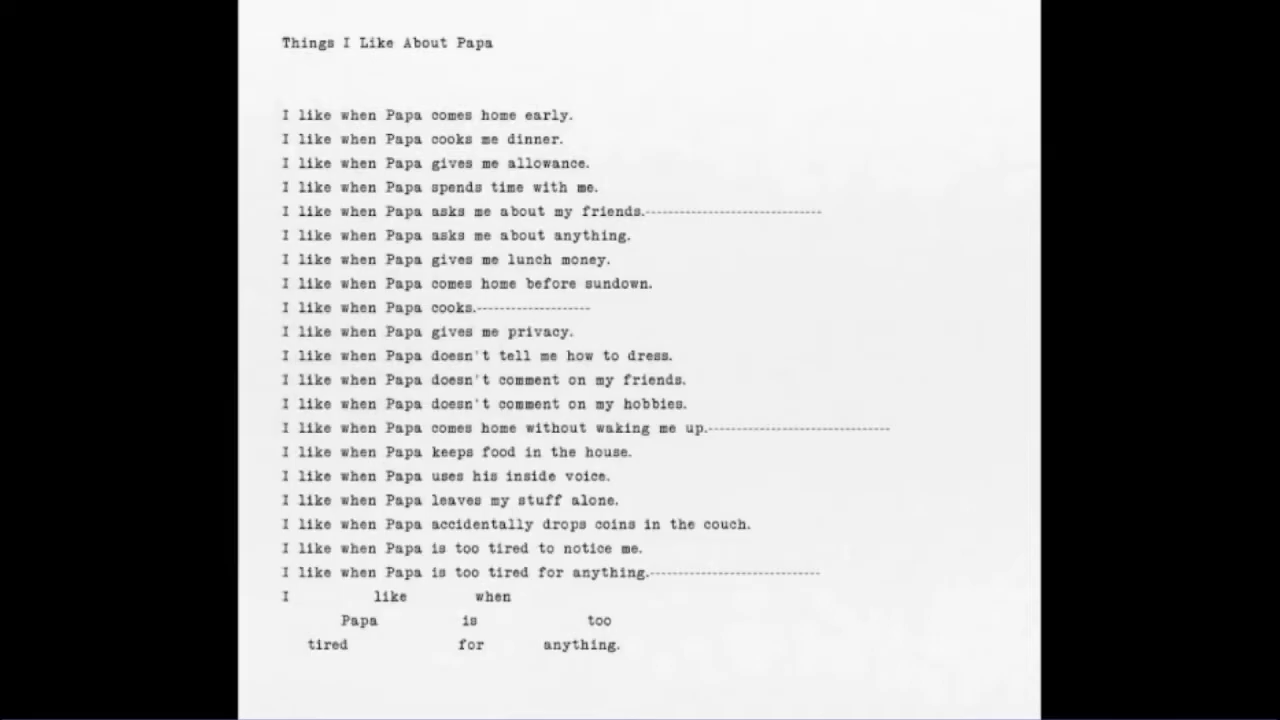 Things I Like About Papa
I like when Papa comes home early.
I like when Papa cooks me dinner.
I like when Papa gives me allowance.
I like when Papa spends time with me.
I like when Papa asks me about my friends.------------------------------
I like when Papa asks me about anything.
I like when Papa gives me lunch money.
I like when Papa comes home before sundown.
I like when Papa cooks.-------------------
I like when Papa gives me privacy.
I like when Papa doesn't tell me how to dress.
I like when Papa doesn't comment on my friends.
I like when Papa doesn't comment on my hobbies.
I like when Papa comes home without waking me up.-------------------------------
I like when Papa keeps food in the house.
I like when Papa uses his inside voice.
I like when Papa leaves my stuff alone.
I like when Papa accidentally drops coins in the couch.
I like when Papa is too tired to notice me.
I like when Papa is too tired for anything.-----------------------------
I like when
Papa is too
tired for anything.